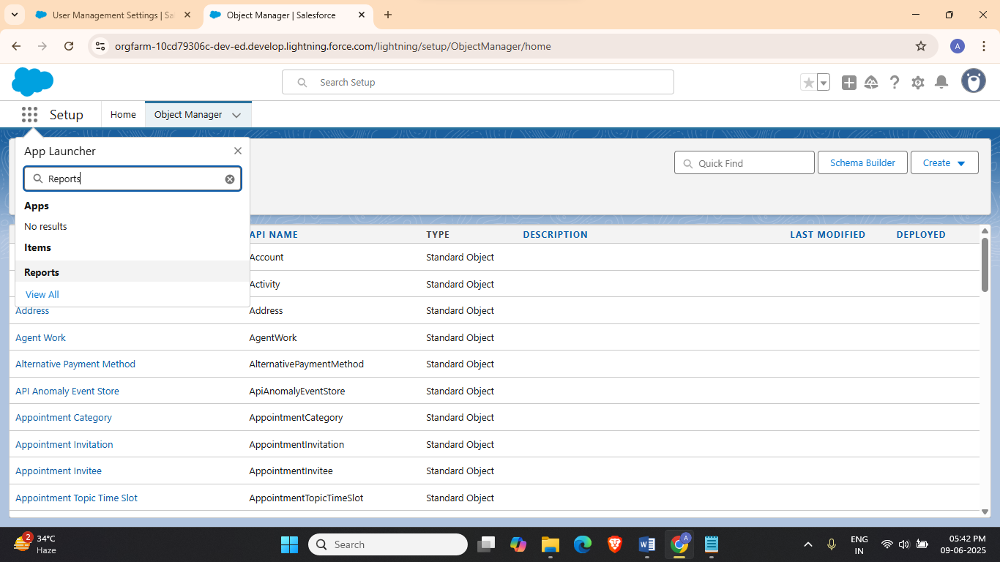 User Management Settings | Sa
Object Manager | Salesforce
orgfarm-10cd79306c-dev-ed.develop.lightning.force.com/lightning/setup/ObjectManager/home
A
Search Setup
Setup
Home
Object Manager
App Launcher
Reports
Apps
No results
Items
Reports
View All
Quick Find
Schema Builder
Create
API NAME TYPE DESCRIPTION LAST MODIFIED DEPLOYED
Account Standard Object
Activity Standard Object
Address Address Standard Object
Agent Work AgentWork Standard Object
Alternative Payment Method AlternativePaymentMethod Standard Object
API Anomaly Event Store ApiAnomalyEventStore Standard Object
Appointment Category AppointmentCategory Standard Object
Appointment Invitation AppointmentInvitation Standard Object
Appointment Invitee AppointmentInvitee Standard Object
Appointment Topic Time Slot AppointmentTopicTimeSlot Standard Object
2
34°C
Haze
Search
A
ENG
IN
05:42 PM
09-06-2025